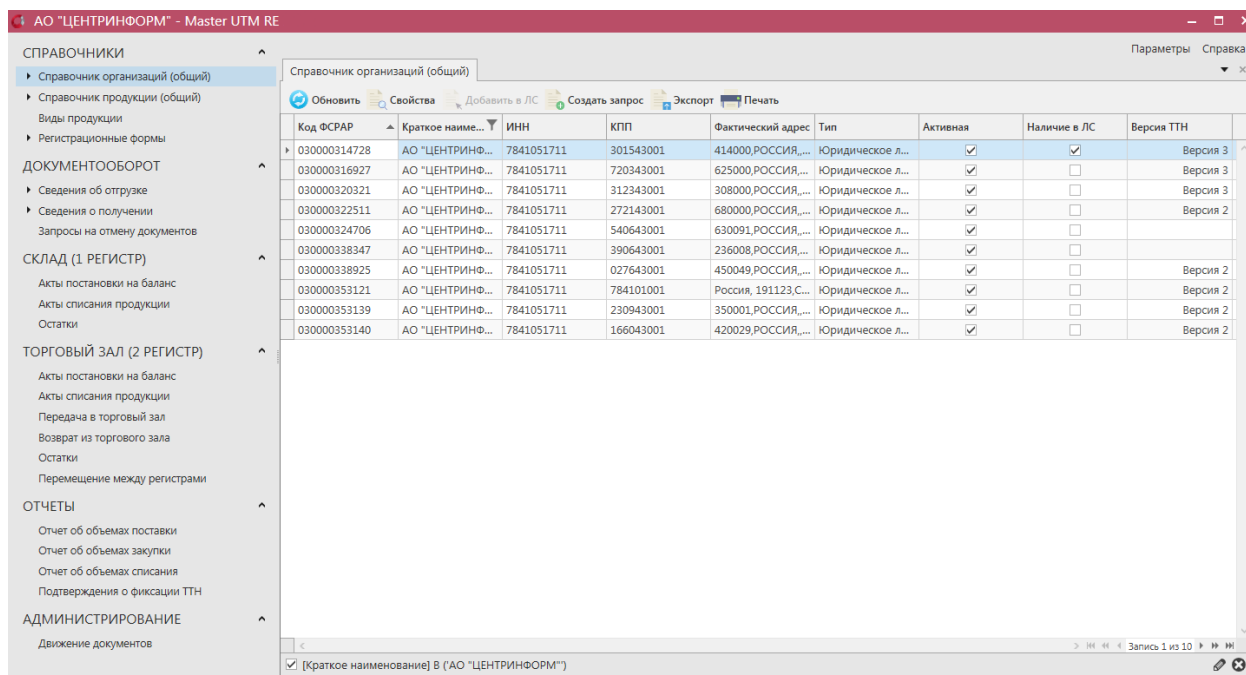 АО "ЦЕНТРИНФОРМ" - Master UTM RE
Параметры Справка
СПРАВОЧНИКИ
Справочник организаций (общий)
Справочник продукции (общий)
Виды продукции
Регистрационные формы
ДОКУМЕНТООБОРОТ
Сведения об отгрузке
Сведения о получении
Запросы на отмену документов
СКЛАД (1 РЕГИСТР)
Акты постановки на баланс
Акты списания продукции
Остатки
ТОРГОВЫЙ ЗАЛ (2 РЕГИСТР)
Акты постановки на баланс
Акты списания продукции
Передача в торговый зал
Возврат из торгового зала
Остатки
Перемещение между регистрами
ОТЧЕТЫ
Отчет об объемах поставки
Отчет об объемах закупки
Отчет об объемах списания
Подтверждения о фиксации ТТН
АДМИНИСТРИРОВАНИЕ
Движение документов
Справочник организаций (общий)
Обновить Свойства Добавить в ЛС Создать запрос Экспорт Печать
Код ФСРАР Краткое наиме... ИНН КПП Фактический адрес Тип Активная Наличие в ЛС Версия ТТН
030000314728 АО "ЦЕНТРИНФ... 7841051711 301543001 414000,РОССИЯ,,... Юридическое л... Версия 3
030000316927 АО "ЦЕНТРИНФ... 7841051711 720343001 625000,РОССИЯ,... Юридическое л... Версия 3
030000320321 АО "ЦЕНТРИНФ... 7841051711 312343001 308000,РОССИЯ,,... Юридическое л... Версия 3
030000322511 АО "ЦЕНТРИНФ... 7841051711 272143001 680000,РОССИЯ,,... Юридическое л... Версия 2
030000324706 АО "ЦЕНТРИНФ... 7841051711 540643001 630091,РОССИЯ,,... Юридическое л...
030000338347 АО "ЦЕНТРИНФ... 7841051711 390643001 236008,РОССИЯ,,... Юридическое л...
030000338925 АО "ЦЕНТРИНФ... 7841051711 027643001 450049,РОССИЯ,,... Юридическое л... Версия 2
030000353121 АО "ЦЕНТРИНФ... 7841051711 784101001 Россия, 191123,С... Юридическое л... Версия 2
030000353139 АО "ЦЕНТРИНФ... 7841051711 230943001 350001,РОССИЯ,,... Юридическое л... Версия 2
030000353140 АО "ЦЕНТРИНФ... 7841051711 166043001 420029,РОССИЯ,,... Юридическое л... Версия 2
Запись 1 из 10
[Краткое наименование] В ('АО "ЦЕНТРИНФОРМ"')